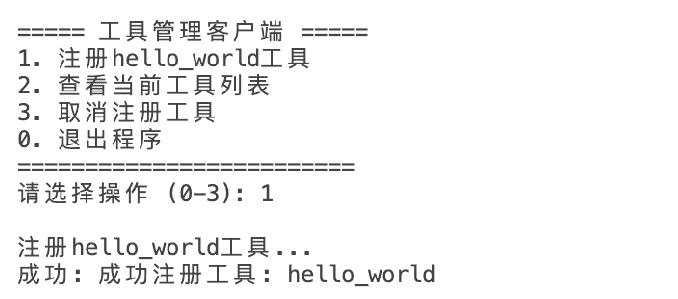 ===== 工具管理客户端 =====
1. 注册hello_world工具
2. 查看当前工具列表
3. 取消注册工具
0. 退出程序
=========================
请选择操作 (0-3): 1
注册hello_world工具...
成功: 成功注册工具: hello_world